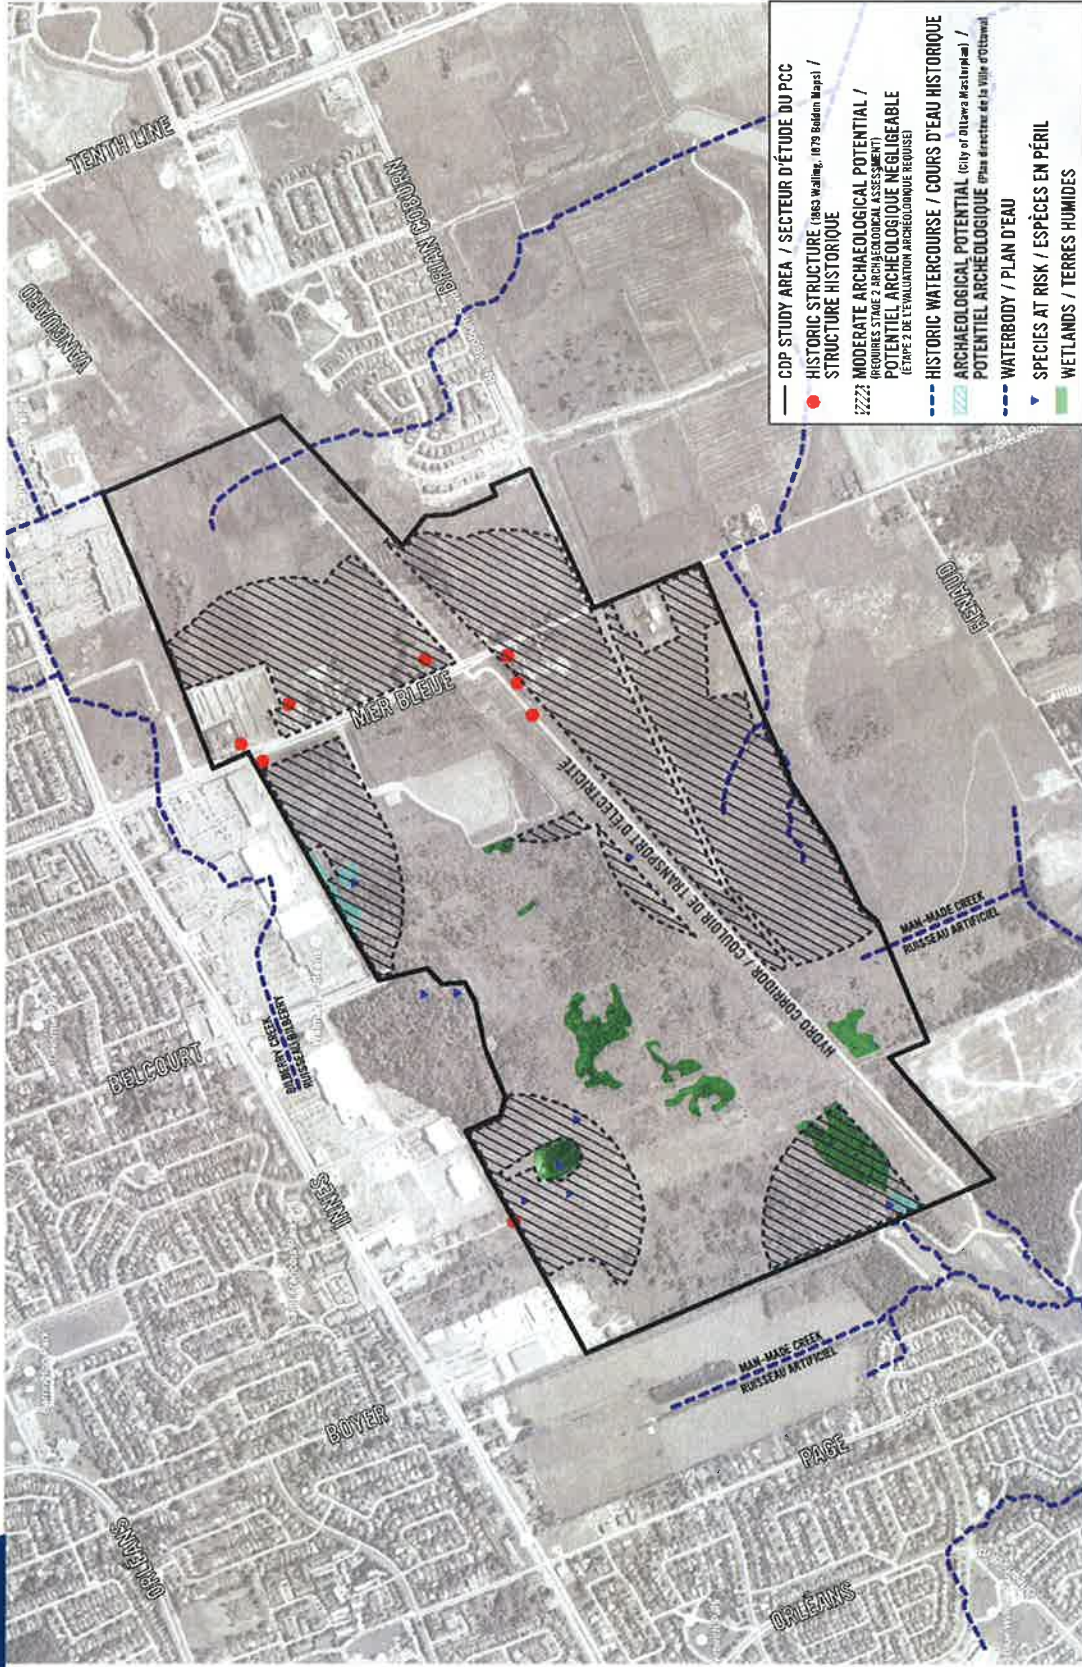 TENTH LINE
VANGUARD
BRIAN COBURN
MER BLEUE
RENAUD
HYDRO CORRIDOR / COULOIR DE TRANSPORT D'ÉLECTRICITÉ
MAN-MADE CREEK
RUISSEAU ARTIFICIEL
BELCOURT
BILBERRY CREEK
RUISSEAU BILBERRY
INNES
BOYER
MAN-MADE CREEK
RUISSEAU ARTIFICIEL
PAGE
ORLÉANS
ORLÉANS
CDP STUDY AREA / SECTEUR D'ÉTUDE DU PCC
HISTORIC STRUCTURE (1863 Walling, 1879 Beldon Maps) /
STRUCTURE HISTORIQUE
MODERATE ARCHAEOLOGICAL POTENTIAL /
(REQUIRES STAGE 2 ARCHAEOLOGICAL ASSESSMENT)
POTENTIEL ARCHÉOLOGIQUE NÉGLIGEABLE
(ÉTAPE 2 DE L'ÉVALUATION ARCHÉOLOGIQUE REQUISE)
HISTORIC WATERCOURSE / COURS D'EAU HISTORIQUE
ARCHAEOLOGICAL POTENTIAL (City of Ottawa Masterplan) /
POTENTIEL ARCHÉOLOGIQUE (Plan directeur de la Ville d'Ottawa)
WATERBODY / PLAN D'EAU
SPECIES AT RISK / ESPÈCES EN PÉRIL
WETLANDS / TERRES HUMIDES